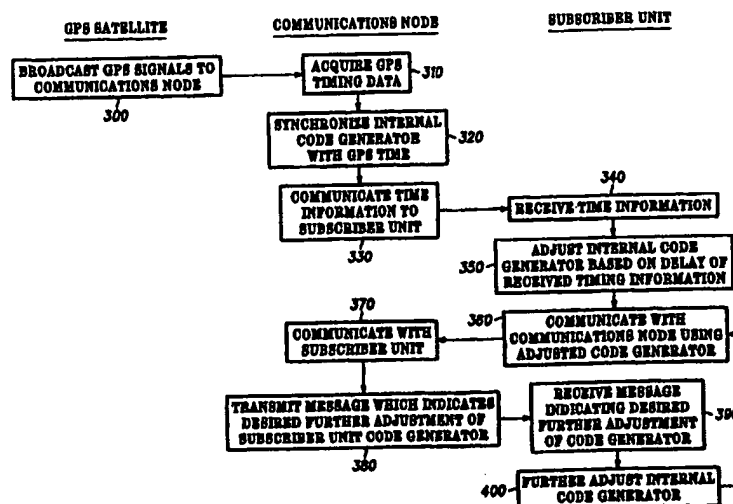 GPS SATELLITE
COMMUNICATIONS NODE
SUBSCRIBER UNIT
BROADCAST GPS SIGNALS TO
COMMUNICATIONS NODE
300
ACQUIRE GPS
TIMING DATA
310
SYNCHRONIZE INTERNAL
CODE GENERATOR
WITH GPS TIME
320
COMMUNICATE TIME
INFORMATION TO
SUBSCRIBER UNIT
330
340
RECEIVE TIME INFORMATION
350
ADJUST INTERNAL CODE
GENERATOR BASED ON DELAY OF
RECEIVED TIMING INFORMATION
360
COMMUNICATE WITH
COMMUNICATIONS NODE USING
ADJUSTED CODE GENERATOR
370
COMMUNICATE WITH
SUBSCRIBER UNIT
TRANSMIT MESSAGE WHICH INDICATES
DESIRED FURTHER ADJUSTMENT OF
SUBSCRIBER UNIT CODE GENERATOR
380
RECEIVE MESSAGE
INDICATING DESIRED
FURTHER ADJUSTMENT
OF CODE GENERATOR
390
400
FURTHER ADJUST INTERNAL
CODE GENERATOR